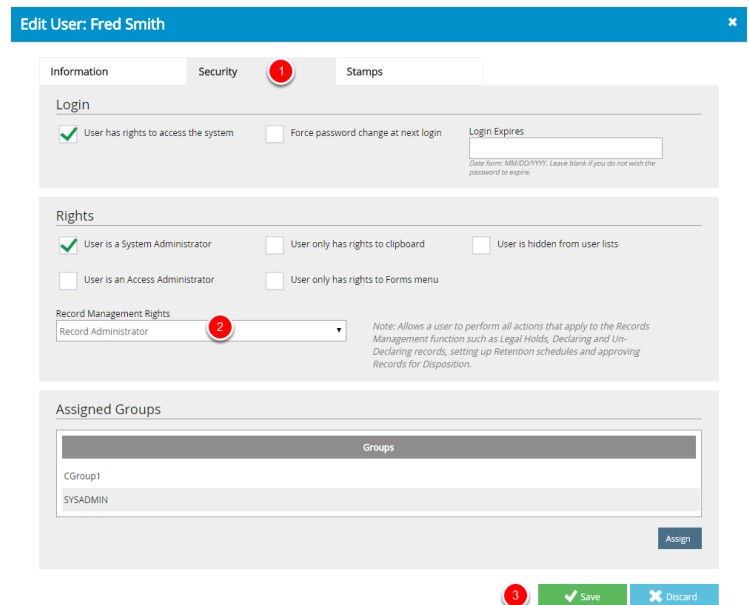 Edit User: Fred Smith
Information
Security
1
Stamps
Login
User has rights to access the system
Force password change at next login
Login Expires
Date form: MM/DD/YYYY. Leave blank if you do not wish the
password to expire.
Rights
User is a System Administrator
User only has rights to clipboard
User is hidden from user lists
User is an Access Administrator
User only has rights to Forms menu
Record Management Rights
Record Administrator
2
Note: Allows a user to perform all actions that apply to the Records
Management function such as Legal Holds, Declaring and Un-
Declaring records, setting up Retention schedules and approving
Records for Disposition.
Assigned Groups
Groups
CGroup1
SYSADMIN
Assign
3
Save
Discard